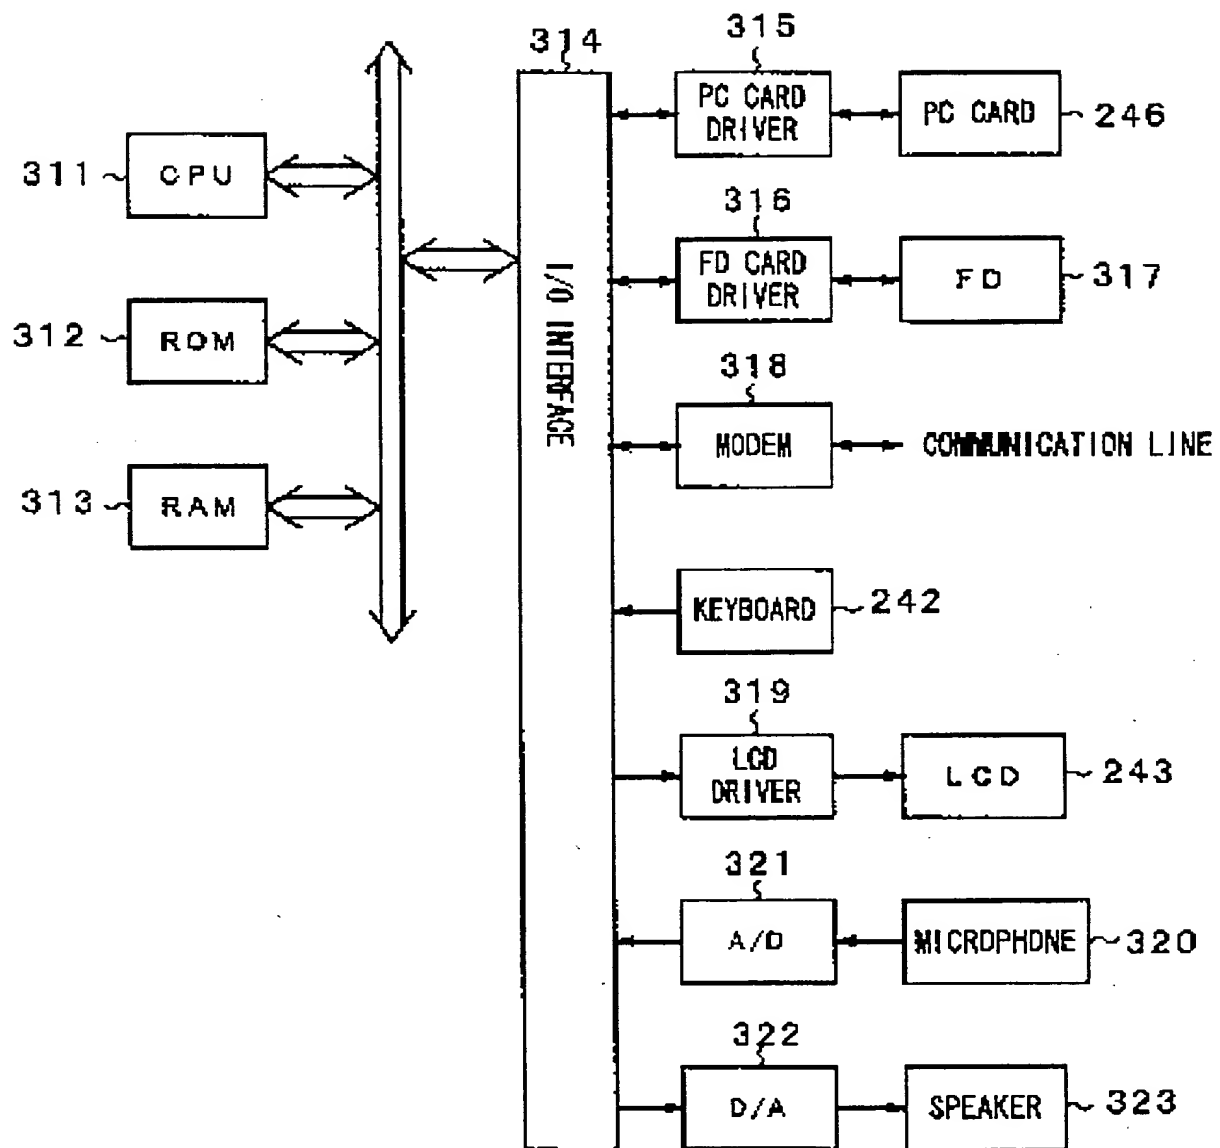 314
315
PC CARD
DRIVER
PC CARD
246
311
CPU
316
FD CARD
DRIVER
FD
317
I/O INTERFACE
312
ROM
318
MODEM
COMMUNICATION LINE
313
RAM
KEYBOARD
242
319
LCD
DRIVER
LCD
243
321
A/D
MICROPHONE
320
322
D/A
SPEAKER
323